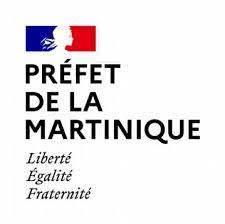 PRÉFET
DE LA
MARTINIQUE
Liberté
Égalité
Fraternité